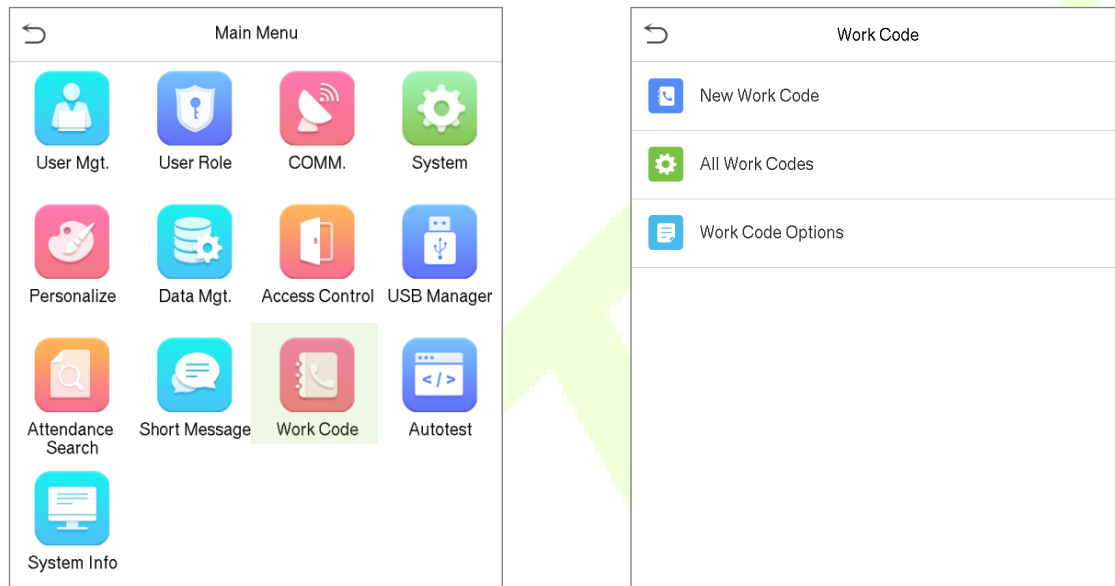 Main Menu
User Mgt.
User Role
COMM.
System
Personalize
Data Mgt.
Access Control
USB Manager
Attendance
Search
Short Message
Work Code
</>
Autotest
System Info
Work Code
New Work Code
All Work Codes
Work Code Options